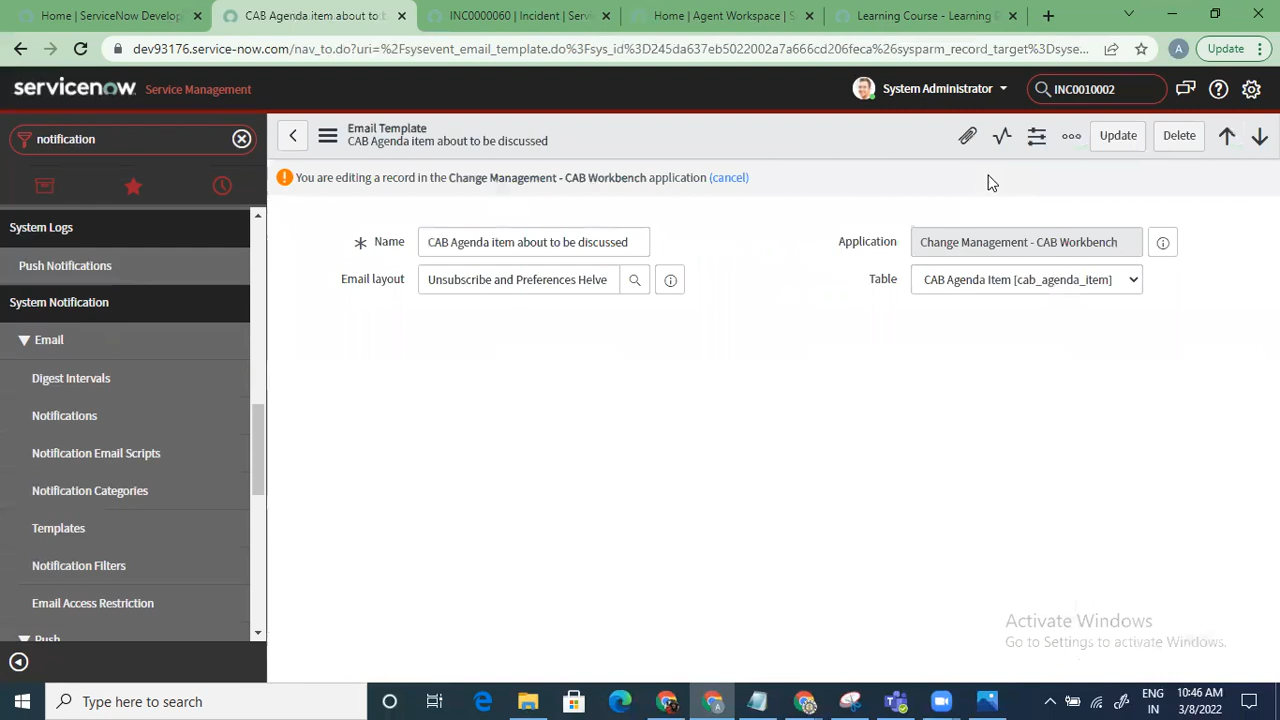 Home | ServiceNow Develop
CAB Agenda item about to b
INC0000060 | Incident | Servi
Home | Agent Workspace | S
Learning Course - Learning
dev93176.service-now.com/nav_to.do?uri=%2Fsysevent_email_template.do%3Fsys_id%3D245da637eb5022002a7a666cd206feca%26sysparm_record_target%3Dsyse...
A
Update
servicenow. Service Management
System Administrator
INC0010002
notification
Email Template
CAB Agenda item about to be discussed
Update
Delete
You are editing a record in the Change Management - CAB Workbench application (cancel)
Name
CAB Agenda item about to be discussed
Application
Change Management - CAB Workbench
Email layout
Unsubscribe and Preferences Helve
Table
CAB Agenda Item [cab_agenda_item]
System Logs
Push Notifications
System Notification
Email
Digest Intervals
Notifications
Notification Email Scripts
Notification Categories
Templates
Notification Filters
Email Access Restriction
Push
Activate Windows
Go to Settings to activate Windows.
Type here to search
ENG
IN
10:46 AM
3/8/2022